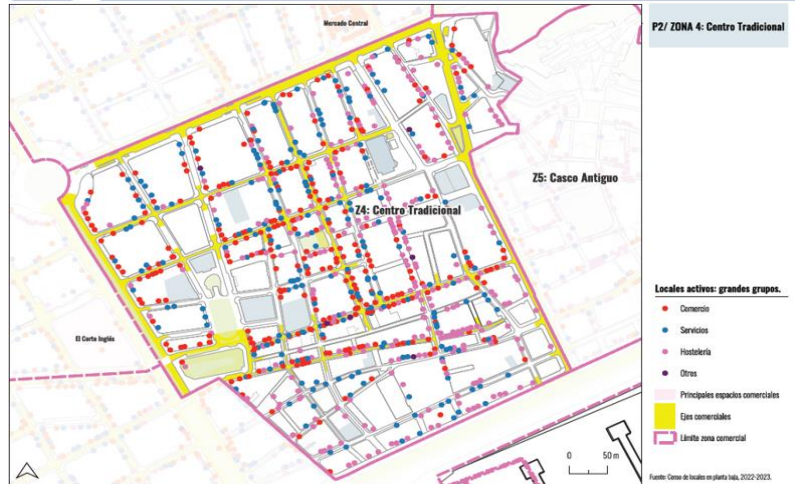 Mercado Central
P2/ ZONA 4: Centro Tradicional
Z5: Casco Antiguo
Z4: Centro Tradicional
El Corte Inglés
Locales activos: grandes grupos.
Comercio
Servicios
Hostelería
Otros
Principales espacios comerciales
Ejes comerciales
Límite zona comercial
0 50 m
Fuente: Censo de locales en planta baja, 2022-2023.